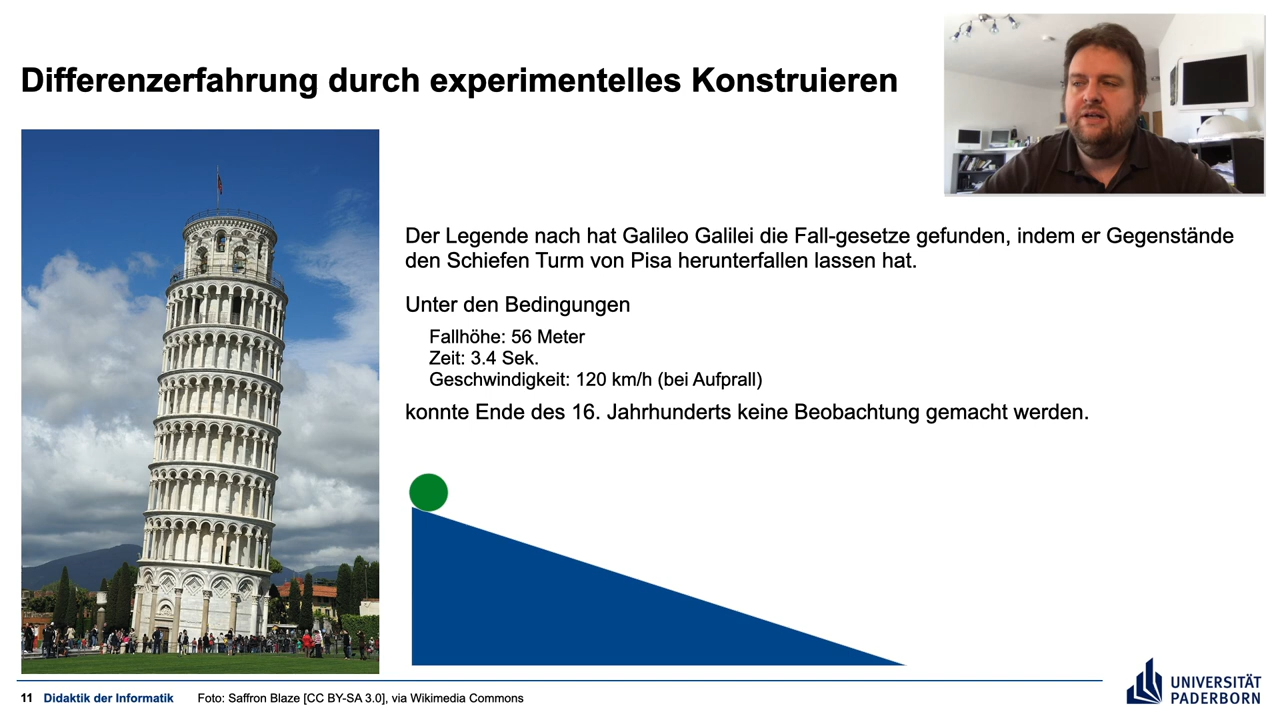 Differenzerfahrung durch experimentelles Konstruieren
Der Legende nach hat Galileo Galilei die Fall-gesetze gefunden, indem er Gegenstände
den Schiefen Turm von Pisa herunterfallen lassen hat.
Unter den Bedingungen
Fallhöhe: 56 Meter
Zeit: 3.4 Sek.
Geschwindigkeit: 120 km/h (bei Aufprall)
konnte Ende des 16. Jahrhunderts keine Beobachtung gemacht werden.
11 Didaktik der Informatik Foto: Saffron Blaze [CC BY-SA 3.0], via Wikimedia Commons
UNIVERSITÄT
PADERBORN